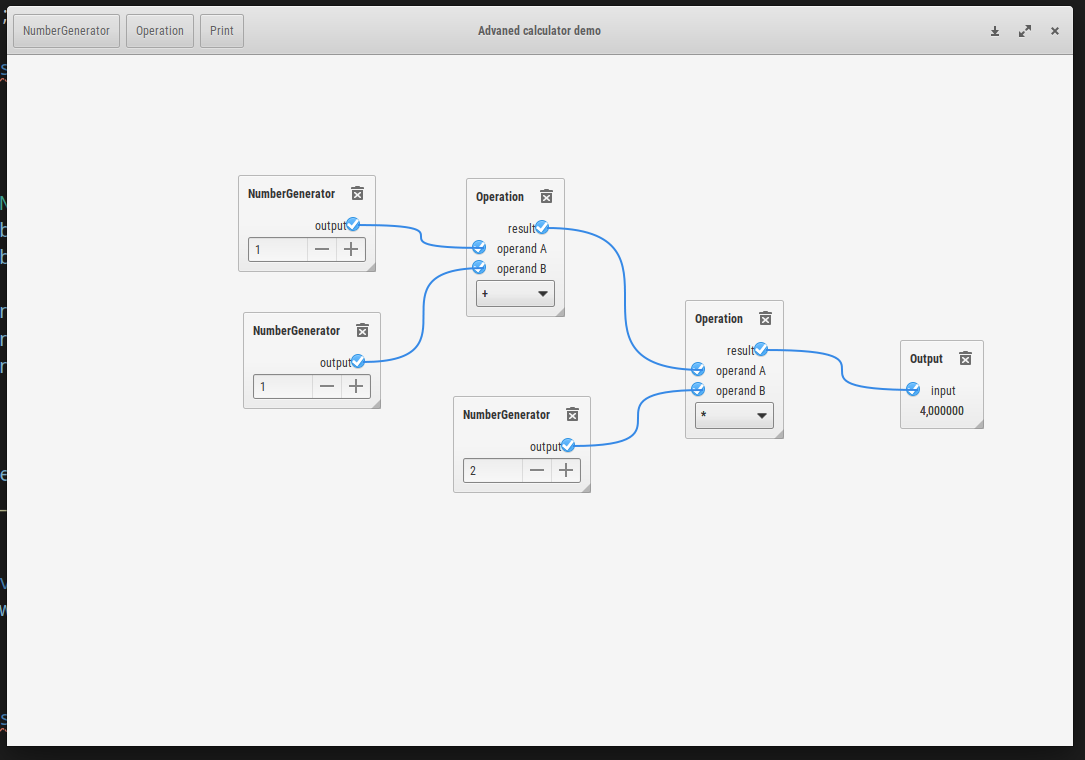 NumberGenerator
Operation
Print
Advaned calculator demo
NumberGenerator
output
1
NumberGenerator
output
1
Operation
result
operand A
operand B
+
NumberGenerator
output
2
Operation
result
operand A
operand B
*
Output
input
4,000000